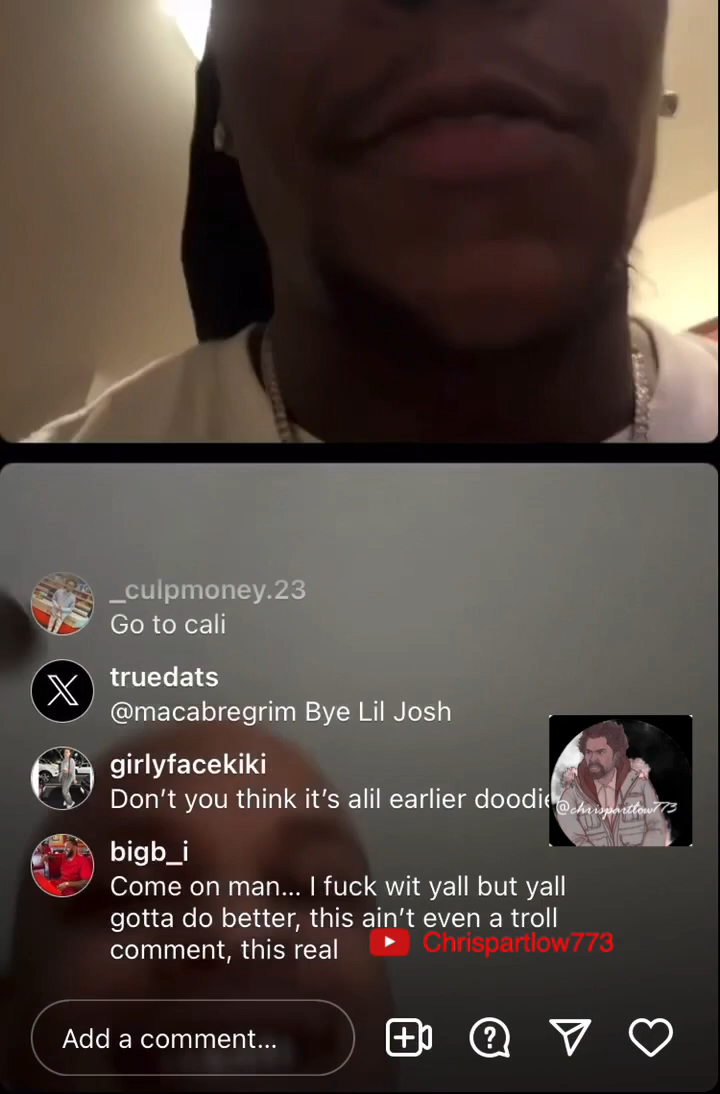 _culpmoney.23
Go to cali
truedats
@macabregrim Bye Lil Josh
girlyfacekiki
Don't you think it's alil earlier doodie
@chrispartlow773
bigb_i
Come on man... I fuck wit yall but yall
gotta do better, this ain't even a troll
comment, this real
Chrispartlow773
Add a comment...